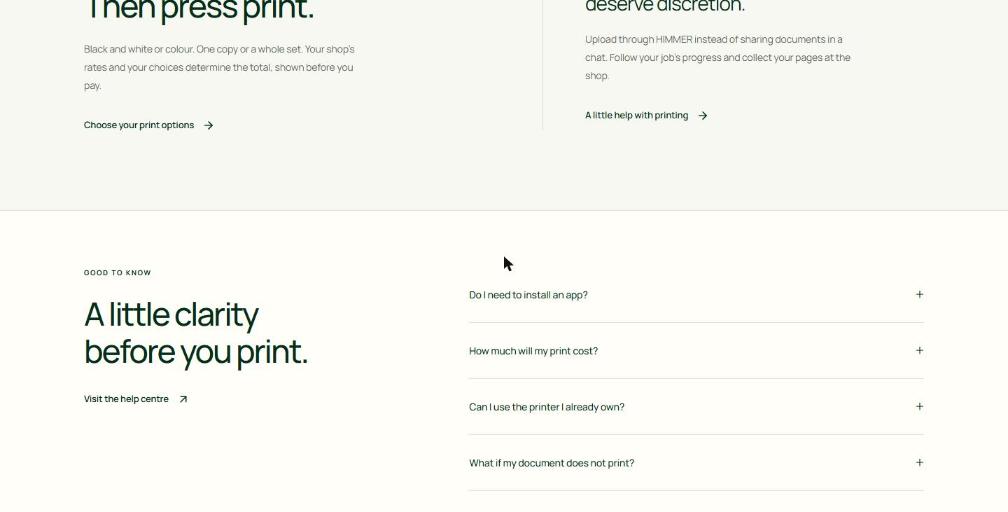 Then press print.
Black and white or colour. One copy or a whole set. Your shop's
rates and your choices determine the total, shown before you
pay.
Choose your print options
deserve discretion.
Upload through HIMMER instead of sharing documents in a
chat. Follow your job's progress and collect your pages at the
shop.
A little help with printing
GOOD TO KNOW
A little clarity
before you print.
Visit the help centre
Do I need to install an app?
How much will my print cost?
Can I use the printer I already own?
What if my document does not print?